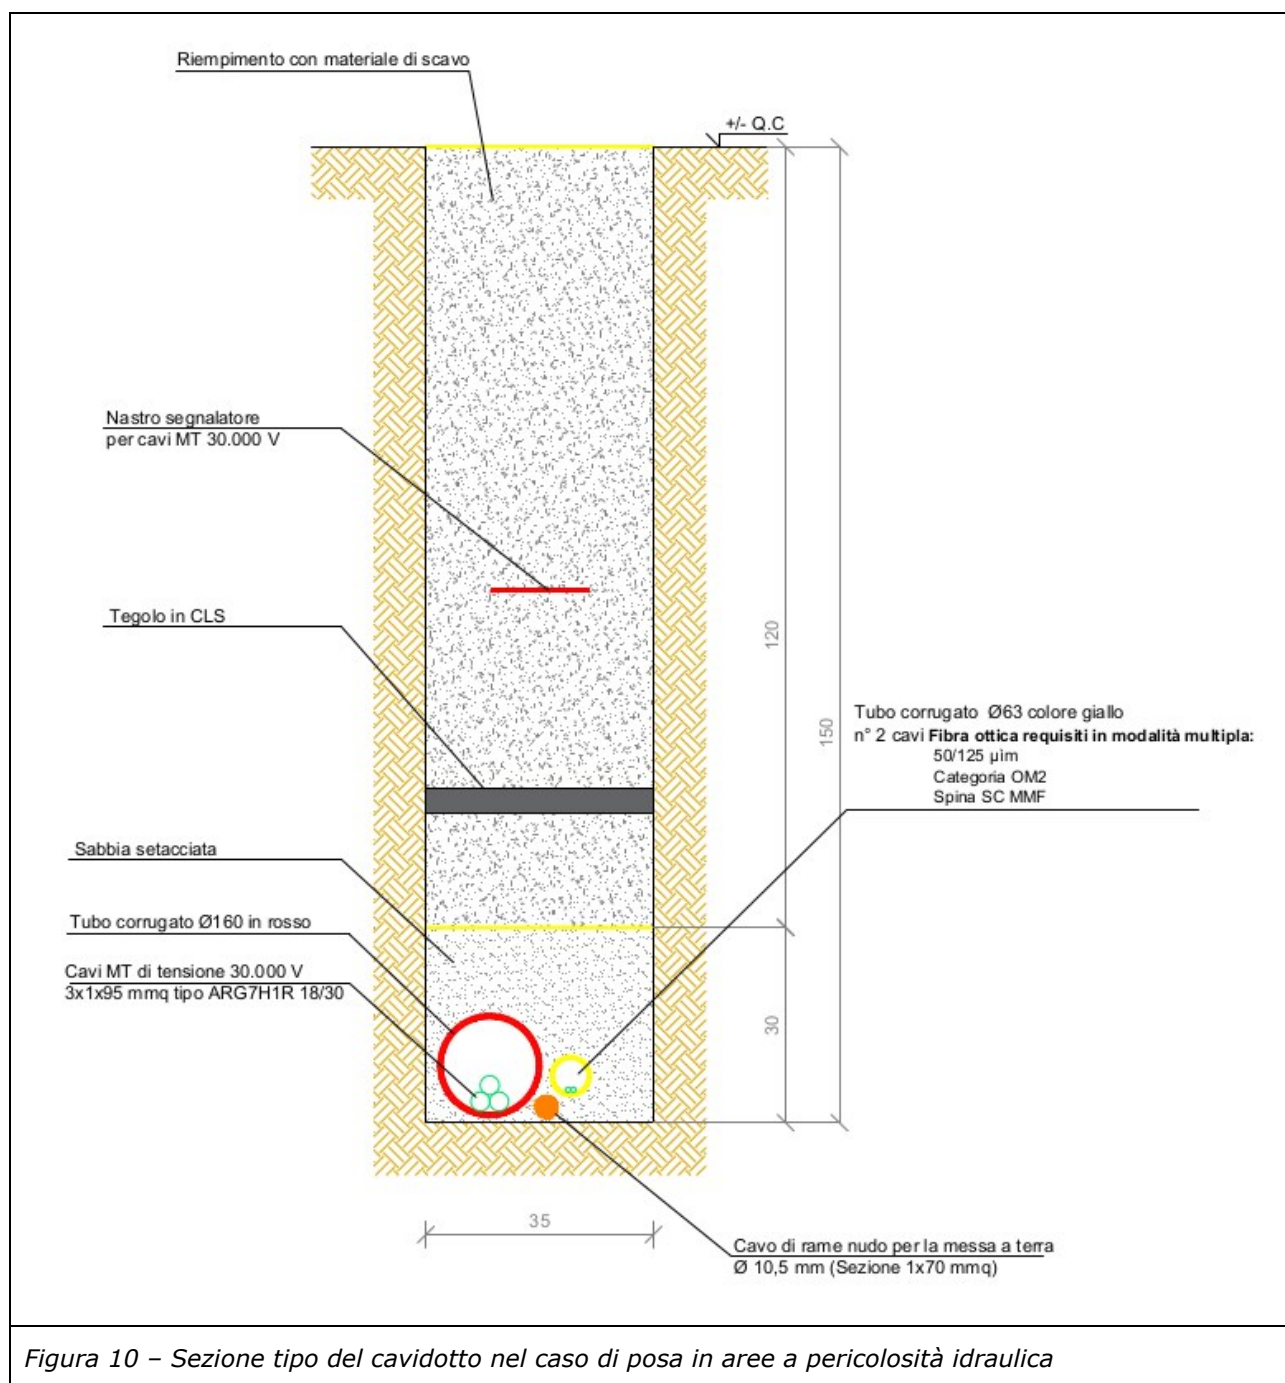 Riempimento con materiale di scavo
+/- Q.C
Nastro segnalatore
per cavi MT 30.000 V
Tegolo in CLS
120
150
Tubo corrugato Ø63 colore giallo
n° 2 cavi Fibra ottica requisiti in modalità multipla:
50/125 µìm
Categoria OM2
Spina SC MMF
Sabbia setacciata
Tubo corrugato Ø160 in rosso
Cavi MT di tensione 30.000 V
3x1x95 mmq tipo ARG7H1R 18/30
30
35
Cavo di rame nudo per la messa a terra
Ø 10,5 mm (Sezione 1x70 mmq)
Figura 10 – Sezione tipo del cavidotto nel caso di posa in aree a pericolosità idraulica